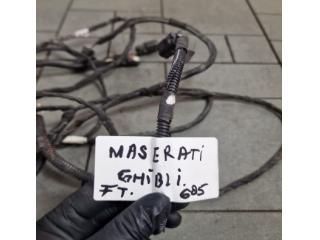 MASERATi
GHiBLi.
FT. 685